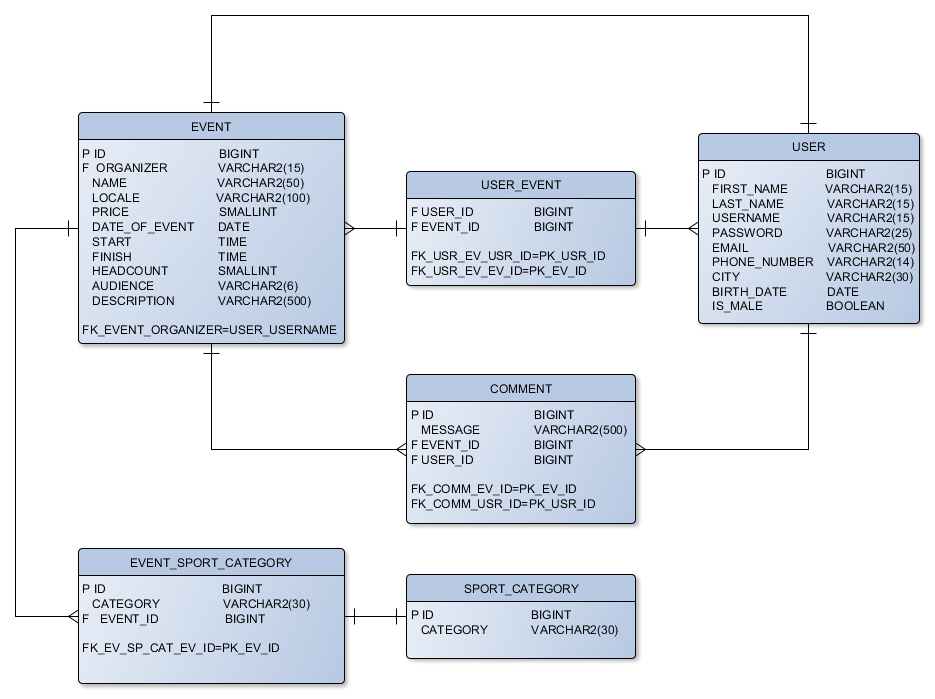 EVENT
P ID BIGINT
F ORGANIZER VARCHAR2(15)
NAME VARCHAR2(50)
LOCALE VARCHAR2(100)
PRICE SMALLINT
DATE_OF_EVENT DATE
START TIME
FINISH TIME
HEADCOUNT SMALLINT
AUDIENCE VARCHAR2(6)
DESCRIPTION VARCHAR2(500)
FK_EVENT_ORGANIZER=USER_USERNAME
USER_EVENT
F USER_ID BIGINT
F EVENT_ID BIGINT
FK_USR_EV_USR_ID=PK_USR_ID
FK_USR_EV_EV_ID=PK_EV_ID
USER
P ID BIGINT
FIRST_NAME VARCHAR2(15)
LAST_NAME VARCHAR2(15)
USERNAME VARCHAR2(15)
PASSWORD VARCHAR2(25)
EMAIL VARCHAR2(50)
PHONE_NUMBER VARCHAR2(14)
CITY VARCHAR2(30)
BIRTH_DATE DATE
IS_MALE BOOLEAN
COMMENT
P ID BIGINT
MESSAGE VARCHAR2(500)
F EVENT_ID BIGINT
F USER_ID BIGINT
FK_COMM_EV_ID=PK_EV_ID
FK_COMM_USR_ID=PK_USR_ID
EVENT_SPORT_CATEGORY
P ID BIGINT
CATEGORY VARCHAR2(30)
F EVENT_ID BIGINT
FK_EV_SP_CAT_EV_ID=PK_EV_ID
SPORT_CATEGORY
P ID BIGINT
CATEGORY VARCHAR2(30)